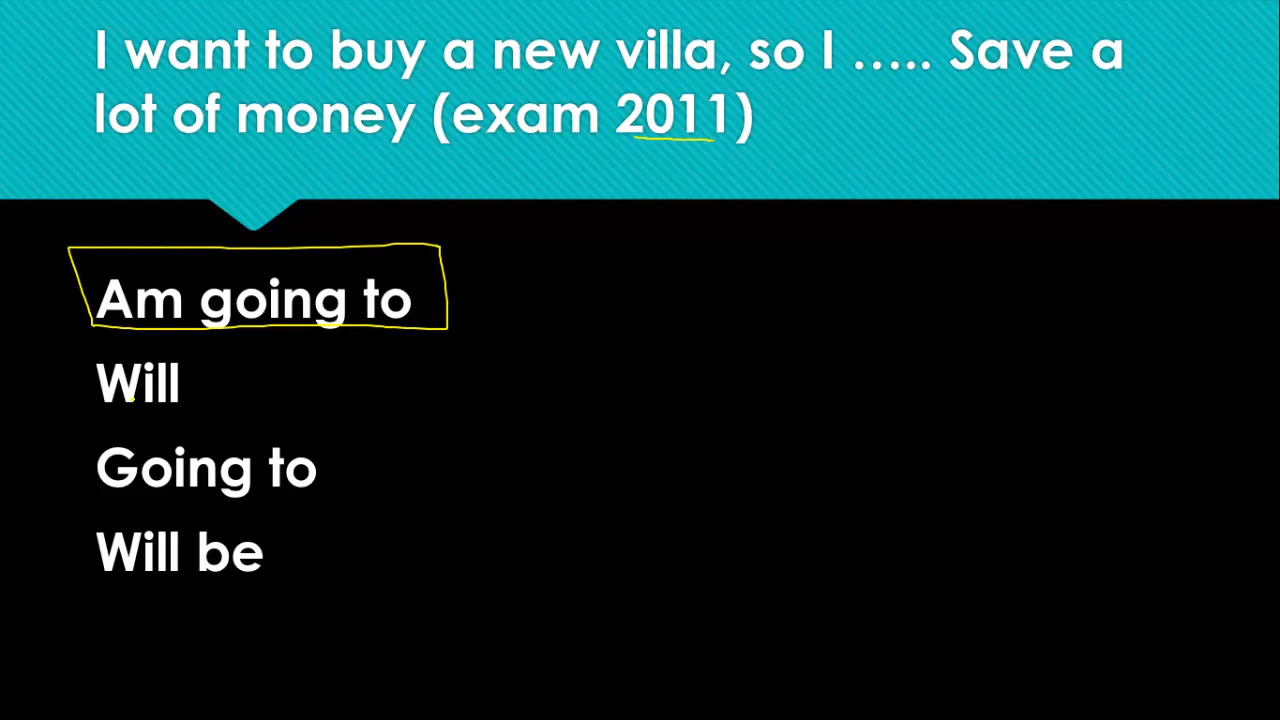 I want to buy a new villa, so I ….. Save a
lot of money (exam 2011)
Am going to
Will
Going to
Will be